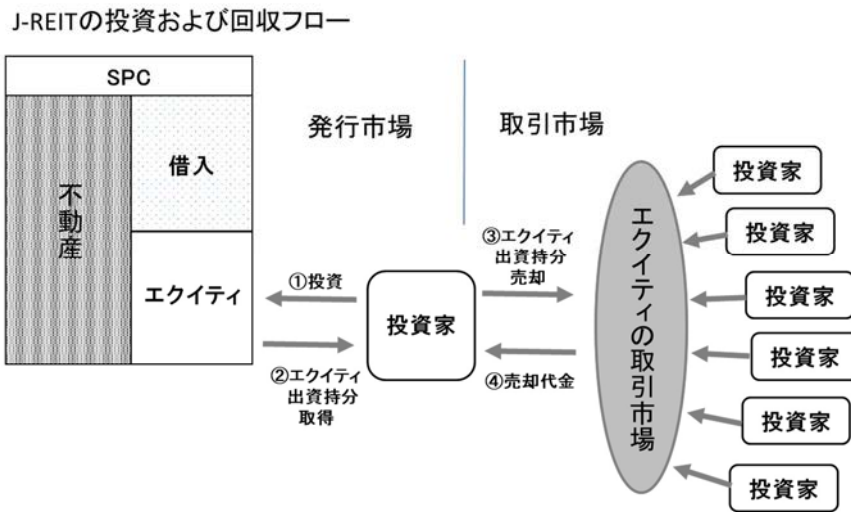 J-REITの投資および回収フロー
SPC
不動産
借入
エクイティ
発行市場
取引市場
①投資
②エクイティ
出資持分
取得
投資家
③エクイティ
出資持分
売却
④売却代金
エクイティの取引市場
投資家
投資家
投資家
投資家
投資家
投資家